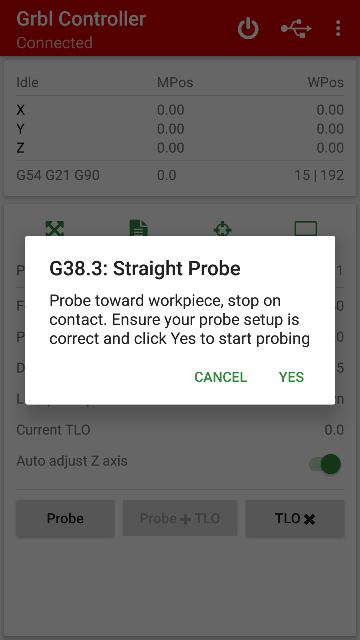 Grbl Controller
Connected
Idle MPos WPos
X 0.00 0.00
Y 0.00 0.00
Z 0.00 0.00
G54 G21 G90 0.0 15 | 192
G38.3: Straight Probe
Probe toward workpiece, stop on
contact. Ensure your probe setup is
correct and click Yes to start probing
CANCEL YES
Current TLO 0.0
Auto adjust Z axis
Probe Probe + TLO TLO ✖